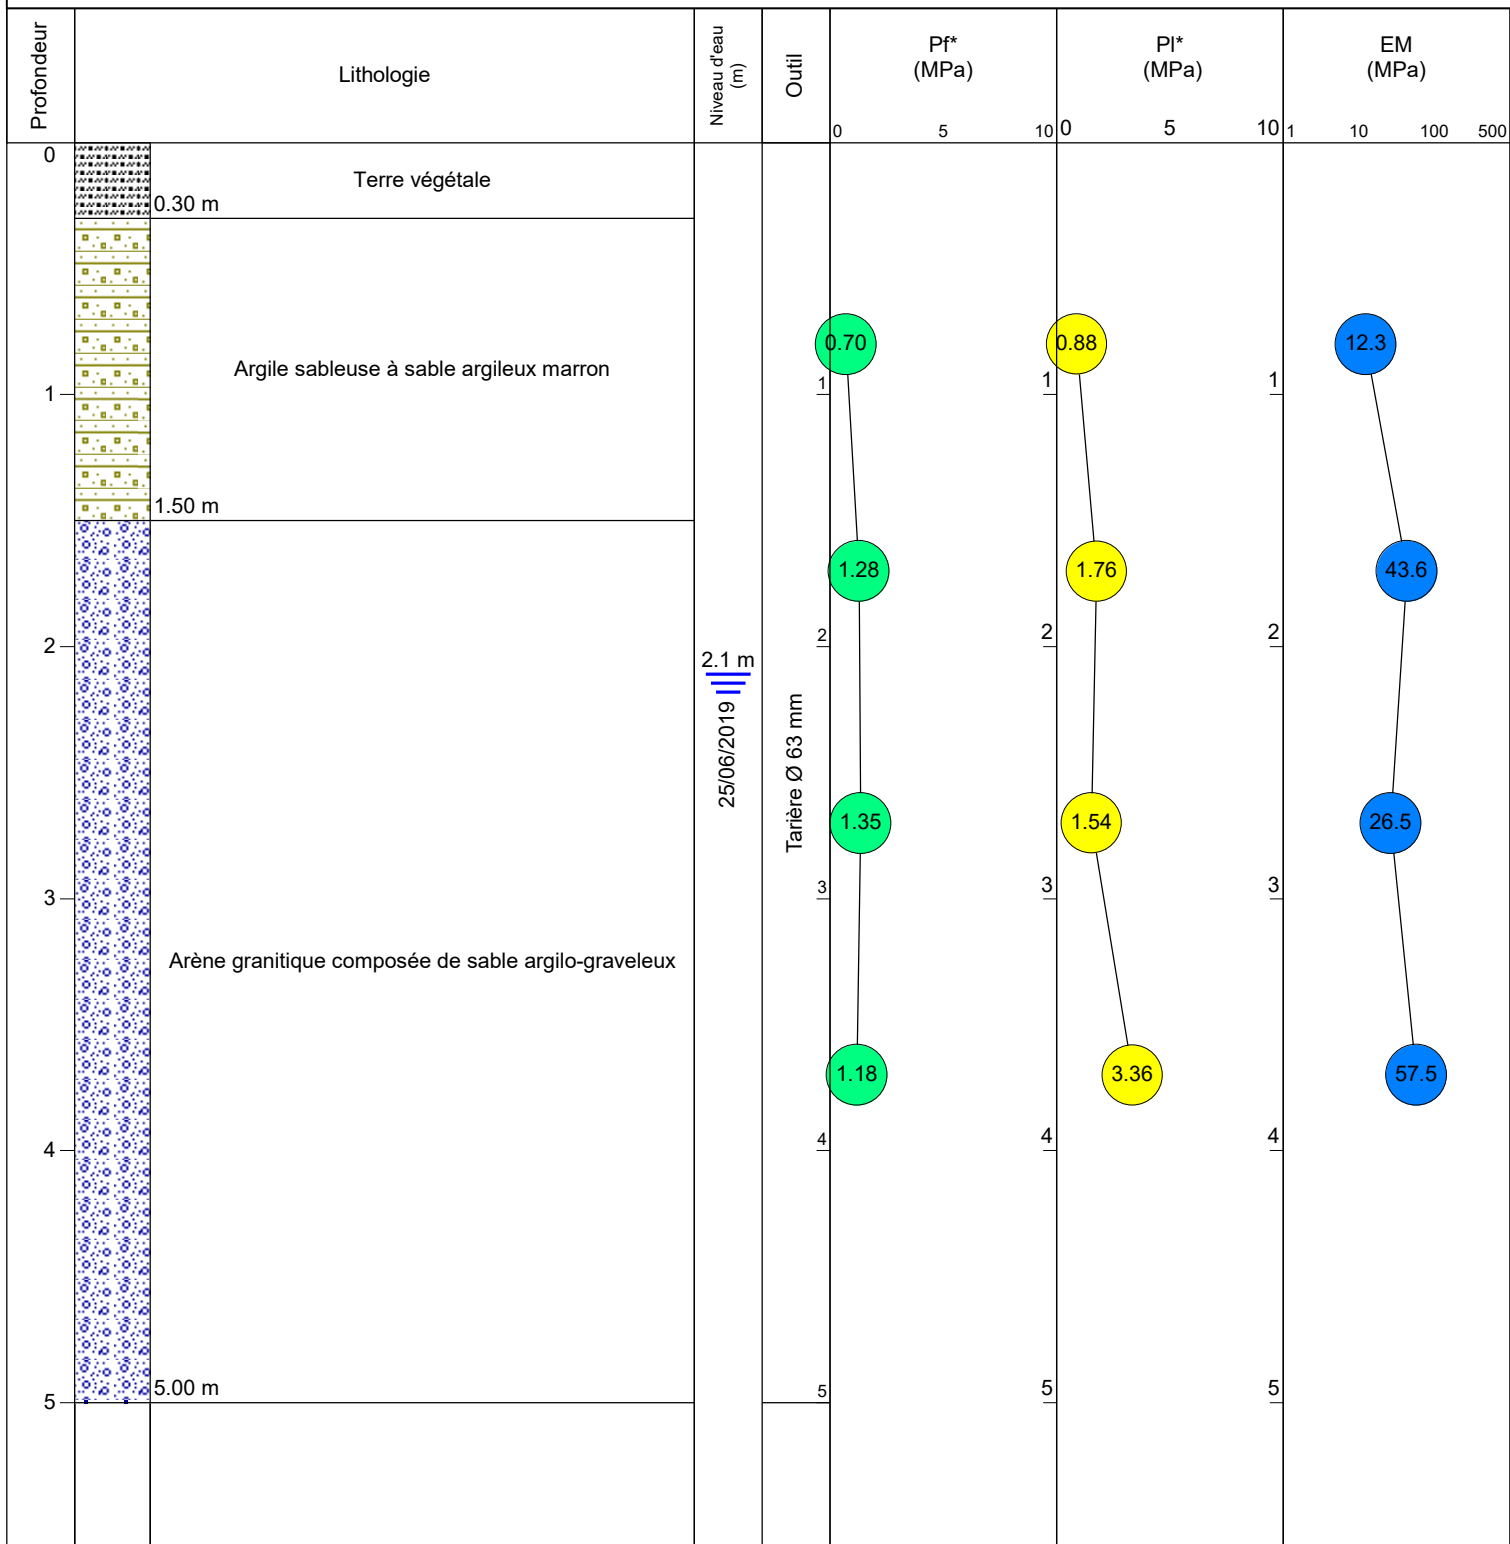 Profondeur
Lithologie
Niveau d'eau
(m)
Outil
Pf*
(MPa)
0 5 10
Pl*
(MPa)
0 5 10
EM
(MPa)
1 10 100 500
0
Terre végétale
0.30 m
0.70
0.88
12.3
Argile sableuse à sable argileux marron
1
1
1
1
1.50 m
1.28
1.76
43.6
2
2
2
2
2.1 m
25/06/2019
Tarière Ø 63 mm
1.35
1.54
26.5
3
3
3
3
Arène granitique composée de sable argilo-graveleux
1.18
3.36
57.5
4
4
4
4
5.00 m
5
5
5
5